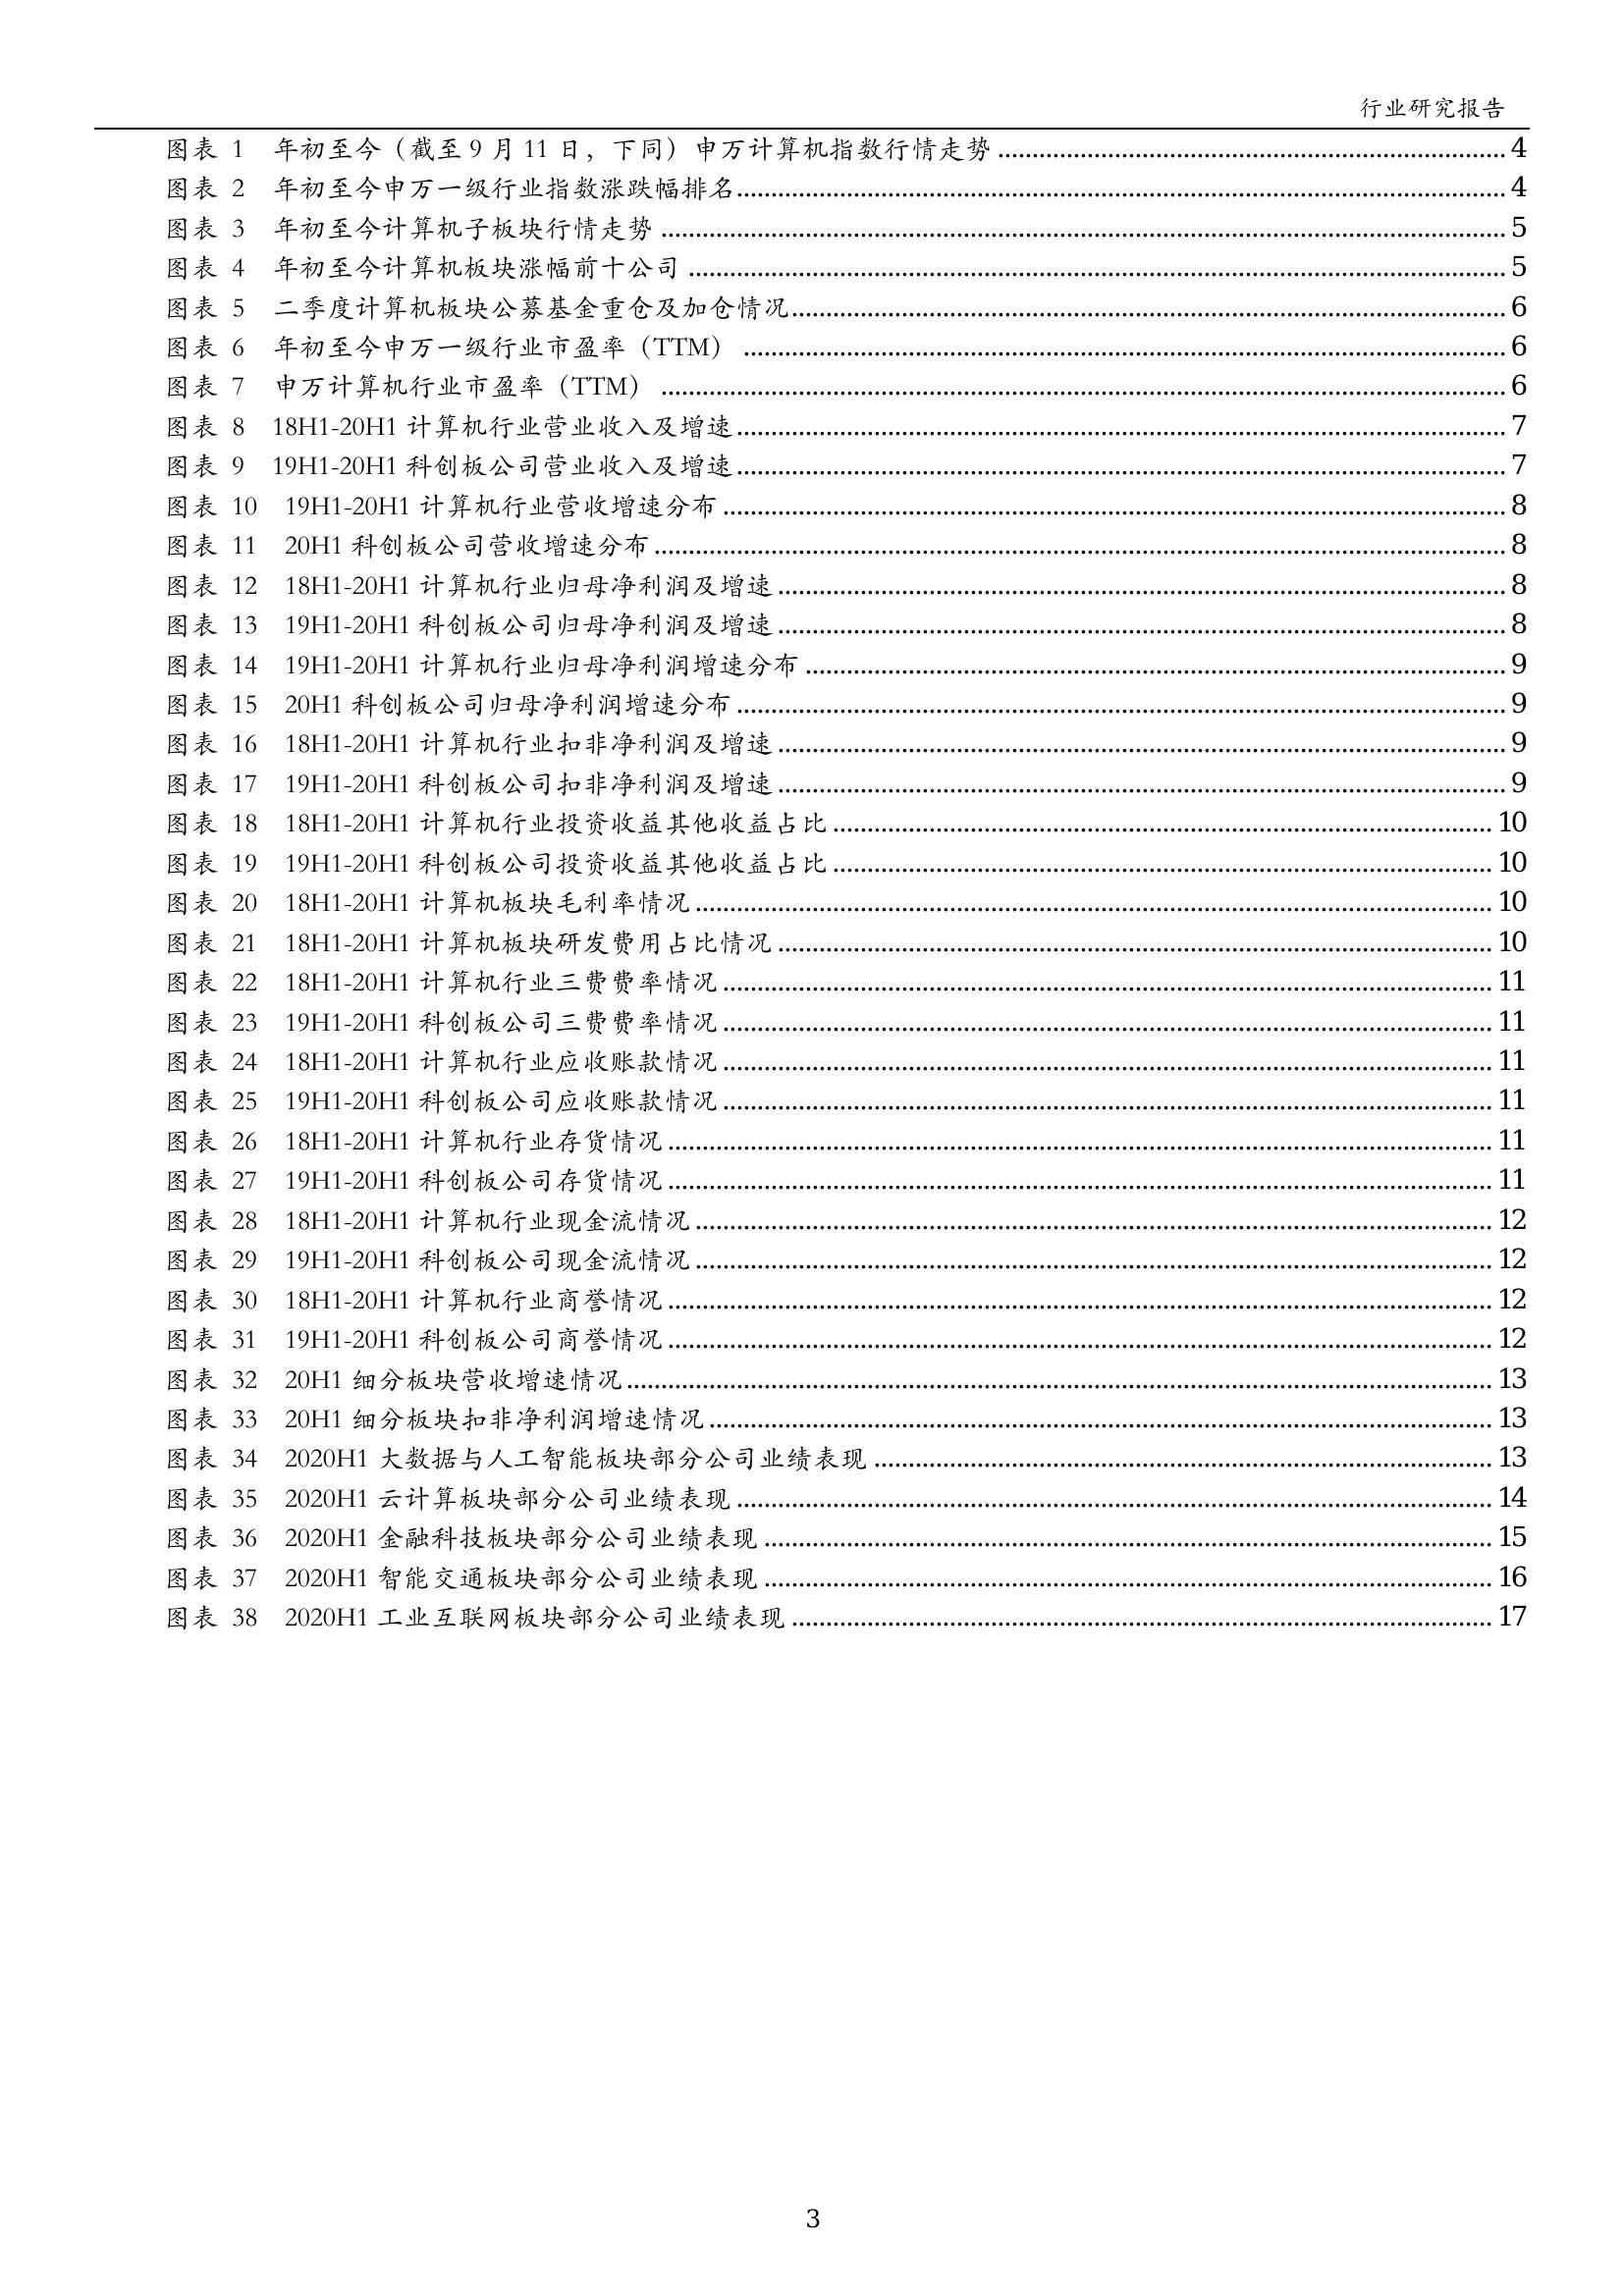 行业研究报告
图表 1 年初至今（截至 9 月 11 日，下同）申万计算机指数行情走势 4
图表 2 年初至今申万一级行业指数涨跌幅排名 4
图表 3 年初至今计算机子板块行情走势 5
图表 4 年初至今计算机板块涨幅前十公司 5
图表 5 二季度计算机板块公募基金重仓及加仓情况 6
图表 6 年初至今申万一级行业市盈率（TTM） 6
图表 7 申万计算机行业市盈率（TTM） 6
图表 8 18H1-20H1 计算机行业营业收入及增速 7
图表 9 19H1-20H1 科创板公司营业收入及增速 7
图表 10 19H1-20H1 计算机行业营收增速分布 8
图表 11 20H1 科创板公司营收增速分布 8
图表 12 18H1-20H1 计算机行业归母净利润及增速 8
图表 13 19H1-20H1 科创板公司归母净利润及增速 8
图表 14 19H1-20H1 计算机行业归母净利润增速分布 9
图表 15 20H1 科创板公司归母净利润增速分布 9
图表 16 18H1-20H1 计算机行业扣非净利润及增速 9
图表 17 19H1-20H1 科创板公司扣非净利润及增速 9
图表 18 18H1-20H1 计算机行业投资收益其他收益占比 10
图表 19 19H1-20H1 科创板公司投资收益其他收益占比 10
图表 20 18H1-20H1 计算机板块毛利率情况 10
图表 21 18H1-20H1 计算机板块研发费用占比情况 10
图表 22 18H1-20H1 计算机行业三费费率情况 11
图表 23 19H1-20H1 科创板公司三费费率情况 11
图表 24 18H1-20H1 计算机行业应收账款情况 11
图表 25 19H1-20H1 科创板公司应收账款情况 11
图表 26 18H1-20H1 计算机行业存货情况 11
图表 27 19H1-20H1 科创板公司存货情况 11
图表 28 18H1-20H1 计算机行业现金流情况 12
图表 29 19H1-20H1 科创板公司现金流情况 12
图表 30 18H1-20H1 计算机行业商誉情况 12
图表 31 19H1-20H1 科创板公司商誉情况 12
图表 32 20H1 细分板块营收增速情况 13
图表 33 20H1 细分板块扣非净利润增速情况 13
图表 34 2020H1 大数据与人工智能板块部分公司业绩表现 13
图表 35 2020H1 云计算板块部分公司业绩表现 14
图表 36 2020H1 金融科技板块部分公司业绩表现 15
图表 37 2020H1 智能交通板块部分公司业绩表现 16
图表 38 2020H1 工业互联网板块部分公司业绩表现 17
3